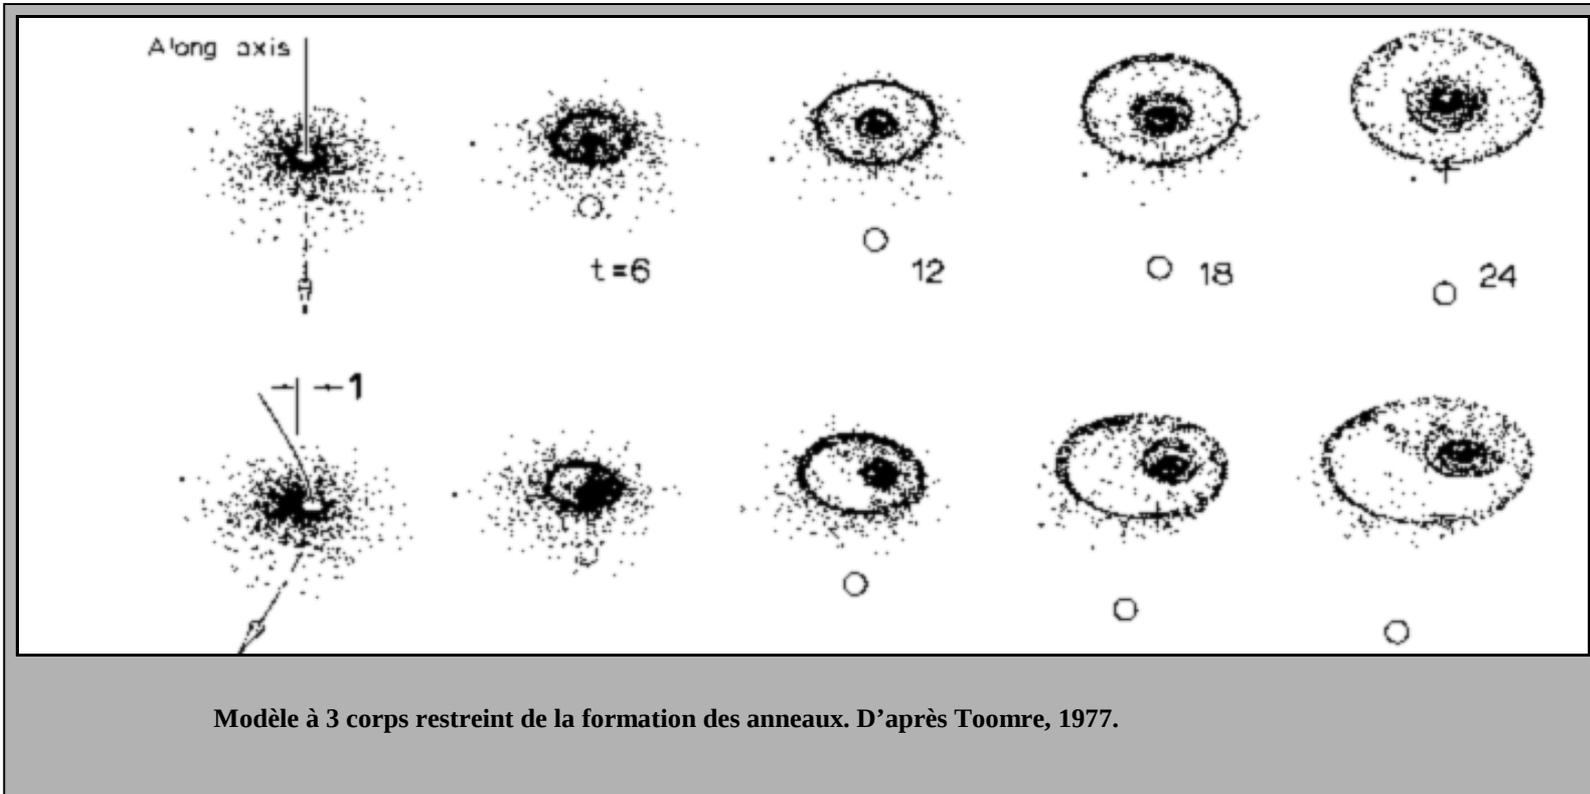 Along axis
t=6
12
18
24
1
Modèle à 3 corps restreint de la formation des anneaux. D’après Toomre, 1977.